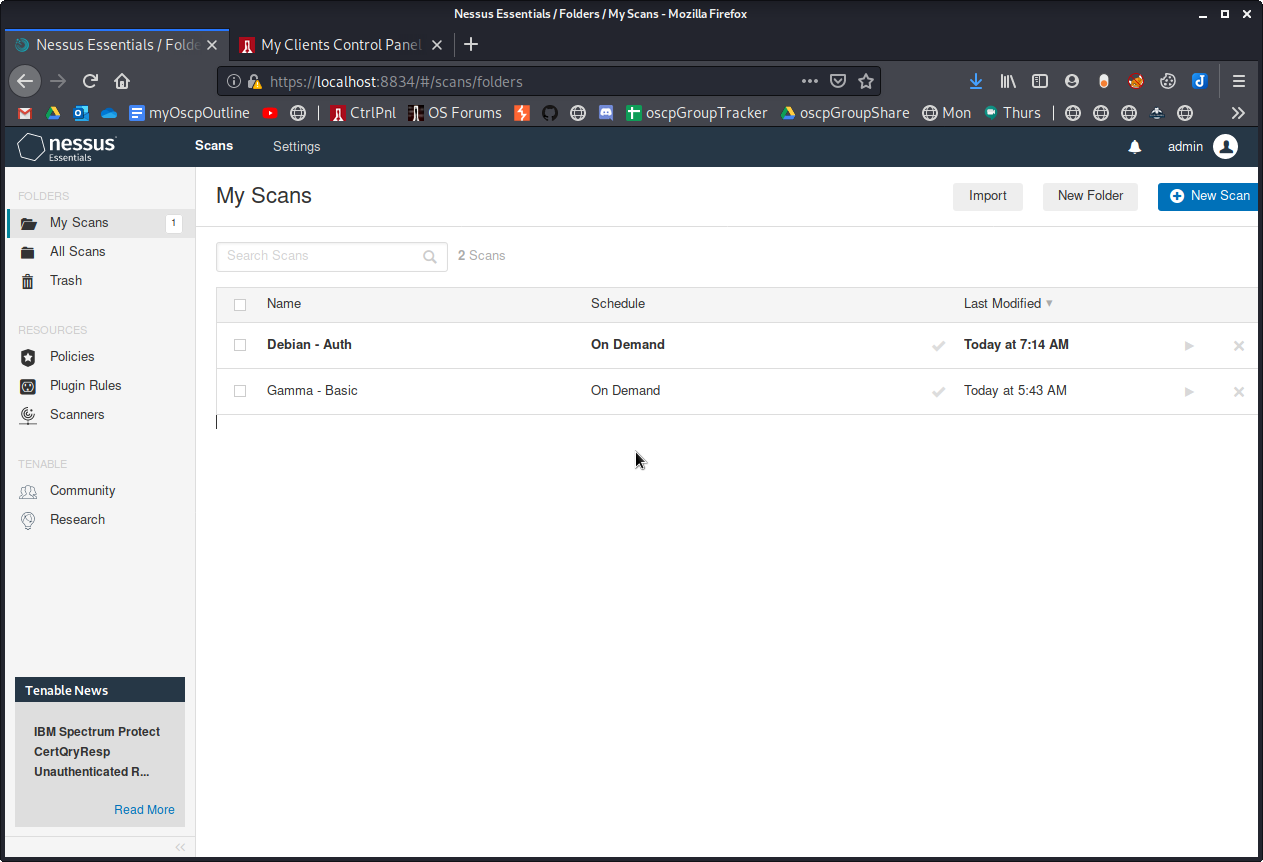 Nessus Essentials / Folders / My Scans - Mozilla Firefox
Nessus Essentials / Folde
My Clients Control Panel
https://localhost:8834/#/scans/folders
myOscpOutline
CtrlPnl
OS Forums
oscpGroupTracker
oscpGroupShare
Mon
Thurs
nessus
Essentials
Scans
Settings
admin
FOLDERS
My Scans
1
All Scans
Trash
RESOURCES
Policies
Plugin Rules
Scanners
TENABLE
Community
Research
Tenable News
IBM Spectrum Protect
CertQryResp
Unauthenticated R...
Read More
My Scans
Import
New Folder
New Scan
Search Scans
2 Scans
Name Schedule Last Modified
Debian - Auth On Demand Today at 7:14 AM
Gamma - Basic On Demand Today at 5:43 AM